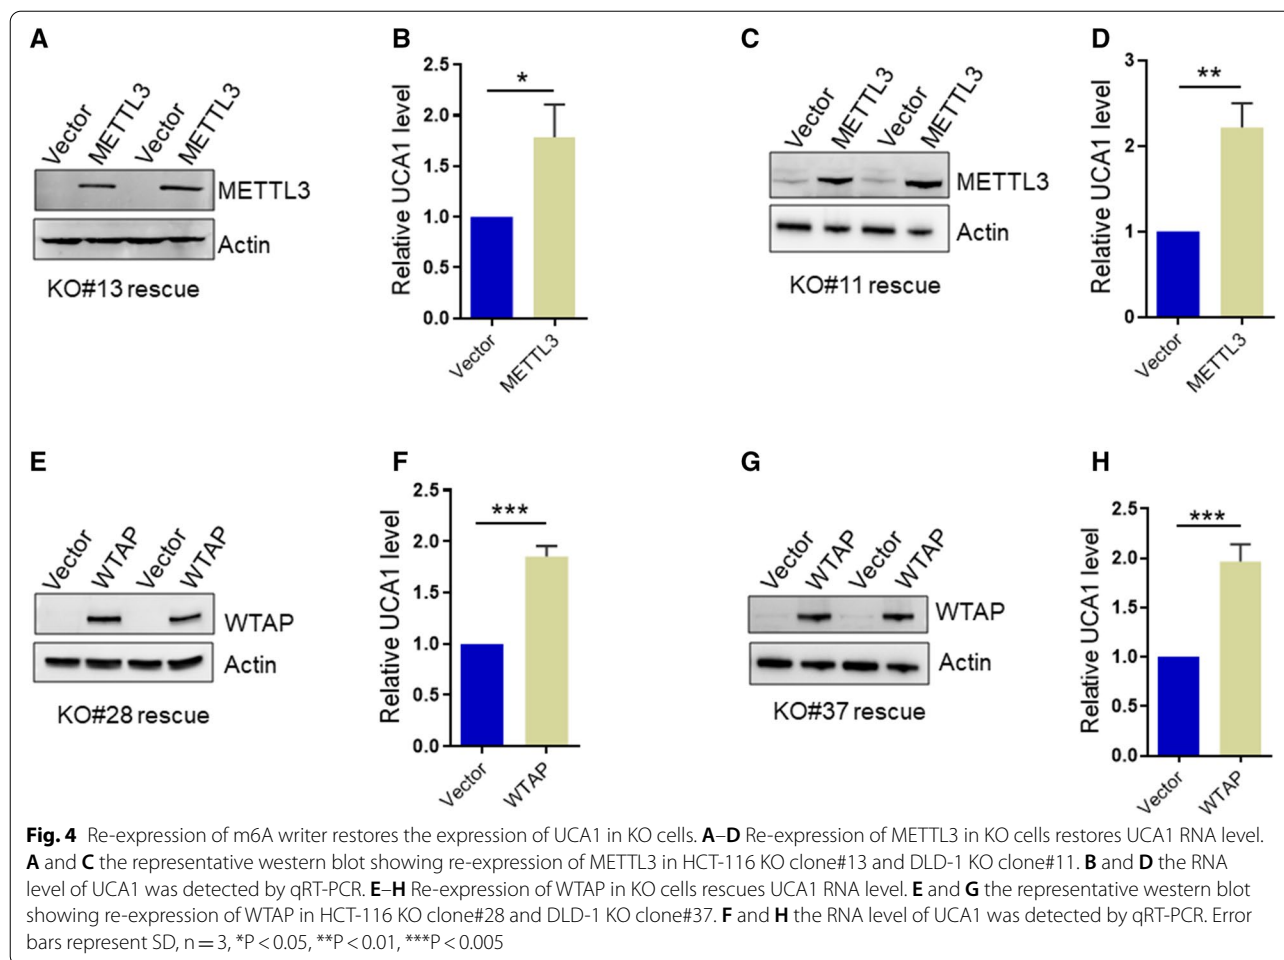 A
Vector
METTL3
Vector
METTL3
METTL3
Actin
KO#13 rescue
B
Relative UCA1 level
2.5
2.0
1.5
1.0
0.5
0.0
*
Vector
METTL3
C
Vector
METTL3
Vector
METTL3
METTL3
Actin
KO#11 rescue
D
Relative UCA1 level
3
2
1
0
**
Vector
METTL3
E
Vector
WTAP
Vector
WTAP
WTAP
Actin
KO#28 rescue
F
Relative UCA1 level
2.5
2.0
1.5
1.0
0.5
0.0
***
Vector
WTAP
G
Vector
WTAP
Vector
WTAP
WTAP
Actin
KO#37 rescue
H
Relative UCA1 level
2.5
2.0
1.5
1.0
0.5
0.0
***
Vector
WTAP
Fig. 4 Re-expression of m6A writer restores the expression of UCA1 in KO cells. A–D Re-expression of METTL3 in KO cells restores UCA1 RNA level.
A and C the representative western blot showing re-expression of METTL3 in HCT-116 KO clone#13 and DLD-1 KO clone#11. B and D the RNA
level of UCA1 was detected by qRT-PCR. E–H Re-expression of WTAP in KO cells rescues UCA1 RNA level. E and G the representative western blot
showing re-expression of WTAP in HCT-116 KO clone#28 and DLD-1 KO clone#37. F and H the RNA level of UCA1 was detected by qRT-PCR. Error
bars represent SD, n = 3, *P < 0.05, **P < 0.01, ***P < 0.005